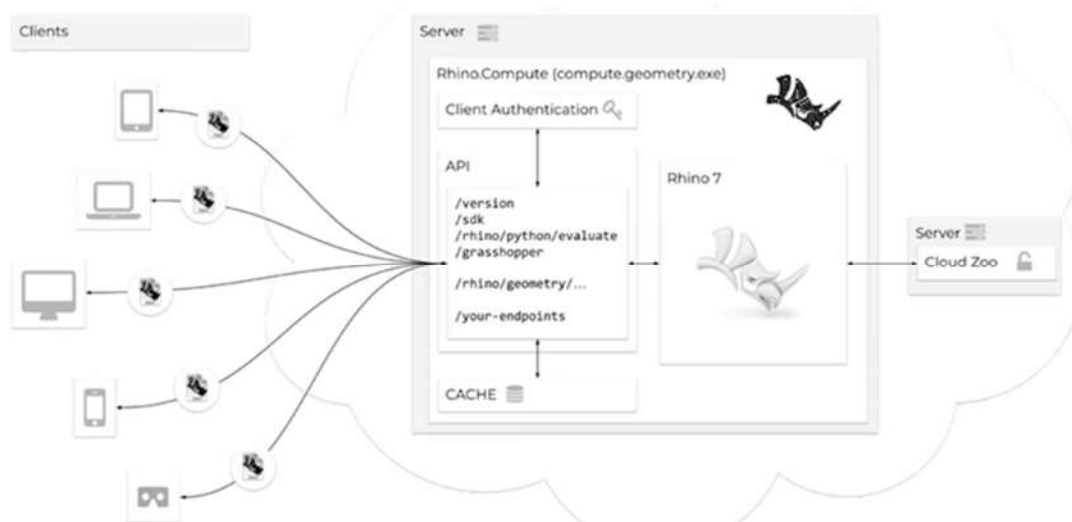 Clients
Server
Rhino.Compute (compute.geometry.exe)
Client Authentication
API
/version
/sdk
/rhino/python/evaluate
/grasshopper
/rhino/geometry/...
/your-endpoints
CACHE
Rhino 7
Server
Cloud Zoo